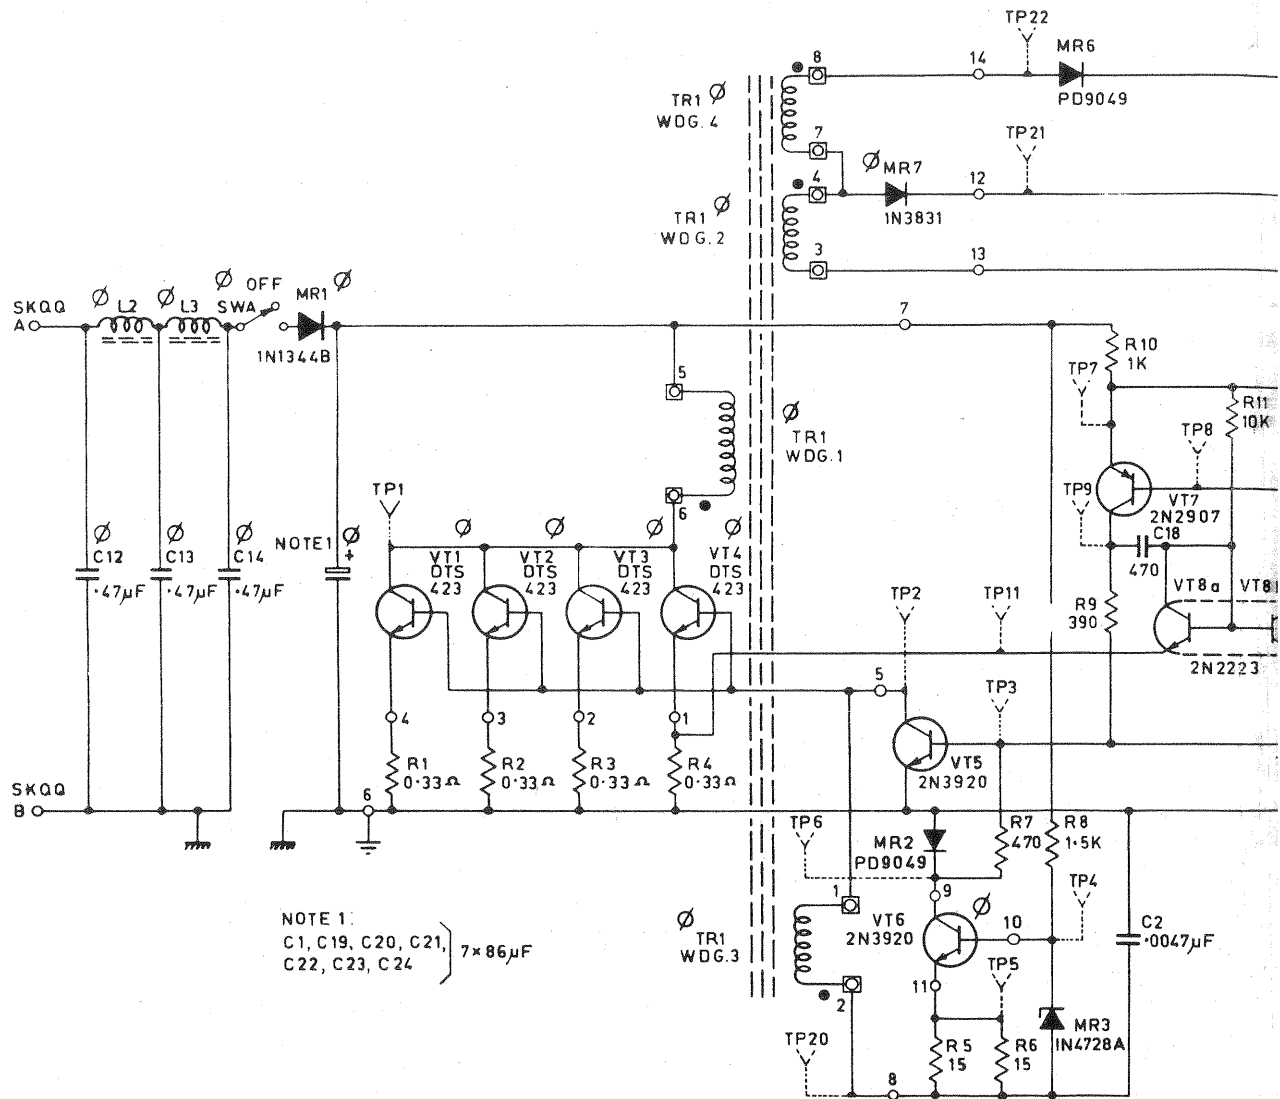 TP22
MR6
PD9049
14
8
TR1 Ø
WDG.4
7
TP21
4
Ø
MR7
1N3831
12
TR1 Ø
WDG.2
3
13
SKQQ
A
Ø
L2
Ø
L3
Ø
OFF
SWA
MR1
Ø
1N1344B
7
R10
1K
TP7
5
Ø
TR1
WDG.1
R11
10K
TP8
TP1
6
TP9
VT7
2N2907
C18
470
Ø
C12
·47µF
Ø
C13
·47µF
Ø
C14
·47µF
NOTE1
Ø
+
Ø
VT1
DTS
423
Ø
VT2
DTS
423
Ø
VT3
DTS
423
Ø
VT4
DTS
423
TP2
TP11
R9
390
VT8a
VT8
2N2223
5
TP3
4
3
2
1
R1
0·33Ω
R2
0·33Ω
R3
0·33Ω
R4
0·33Ω
VT5
2N3920
SKQQ
B
6
TP6
MR2
PD9049
R7
470
R8
1·5K
TP4
1
9
Ø
VT6
2N3920
10
C2
·0047µF
NOTE 1:
C1, C19, C20, C21,
C22, C23, C24
7×86µF
Ø
TR1
WDG.3
2
11
TP5
MR3
1N4728A
TP20
R5
15
R6
15
8